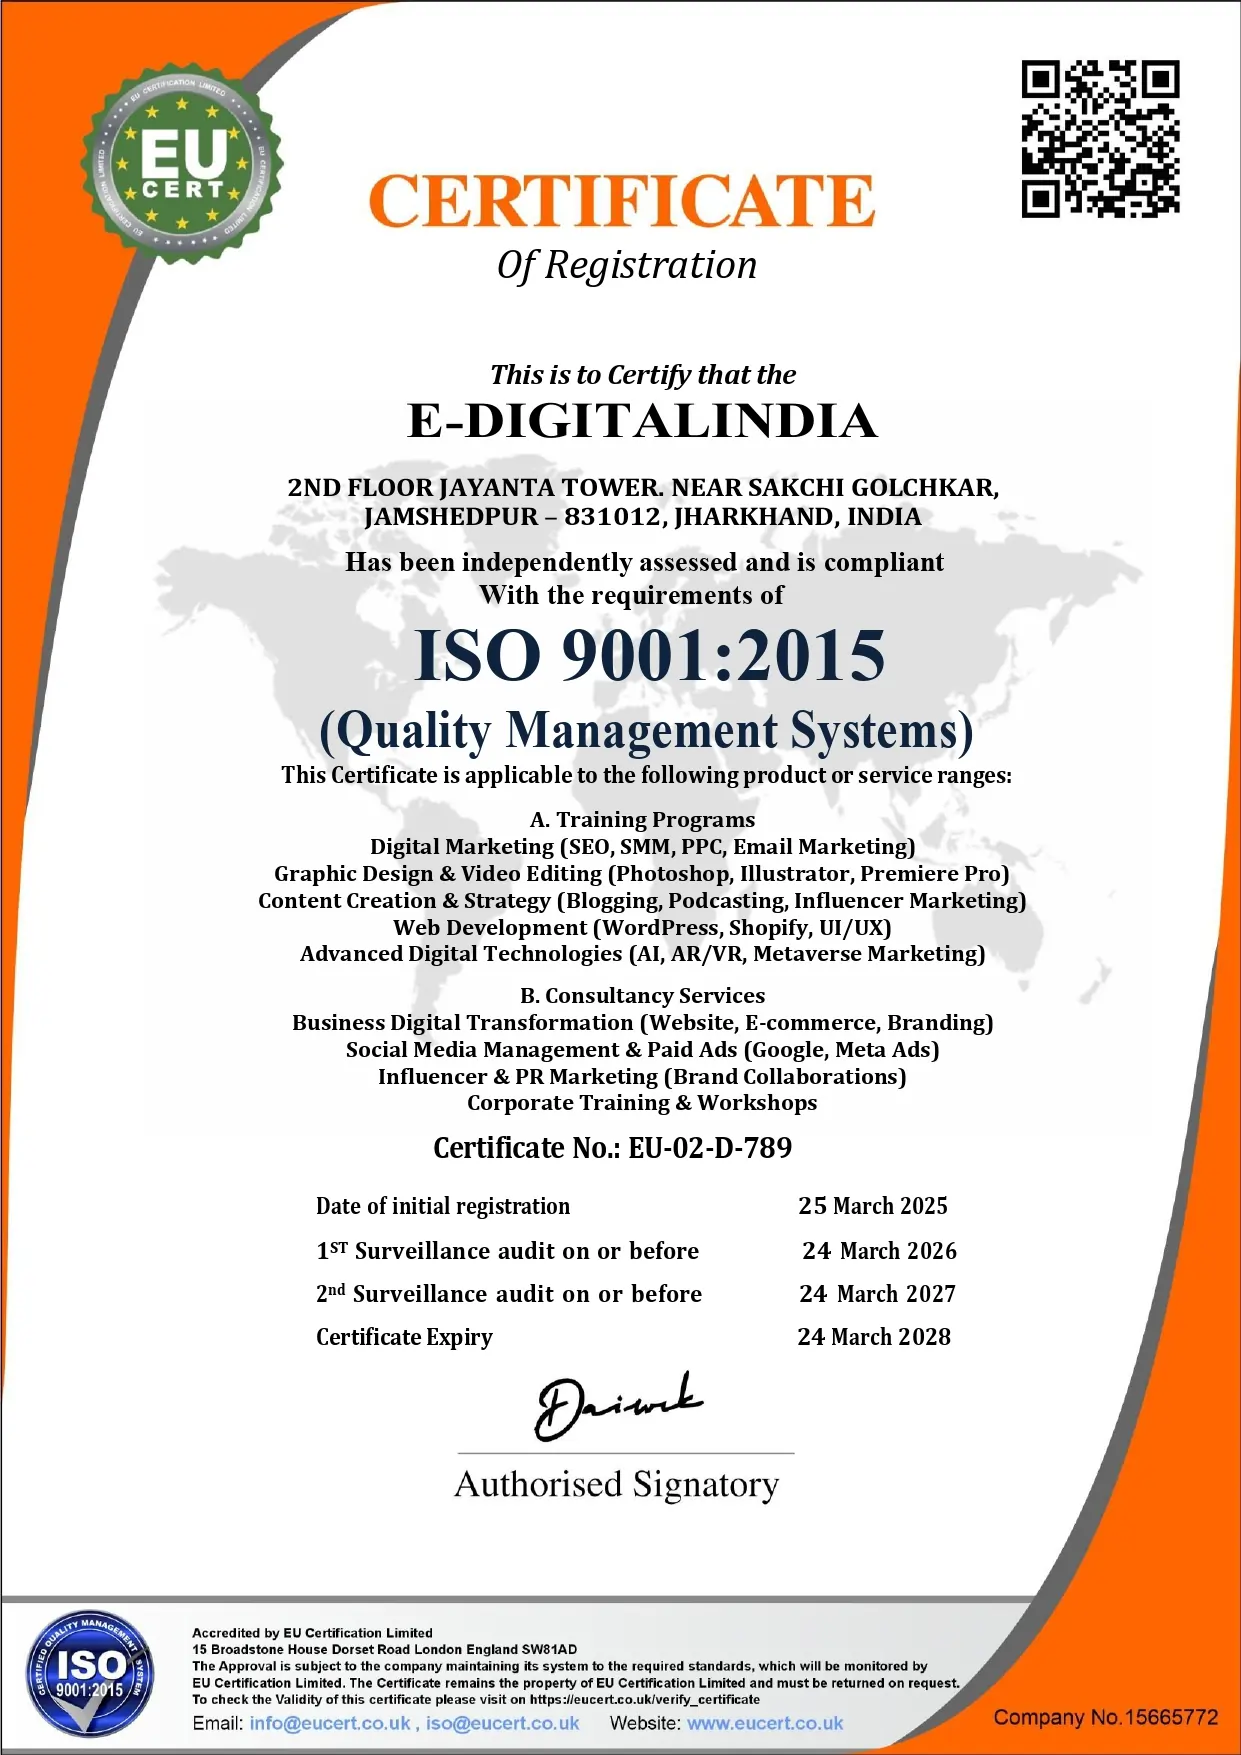 EU CERTIFICATION LIMITED
EU CERTIFICATION LIMITED
EU CERTIFICATION LIMITED
EU
CERT
CERTIFICATE
Of Registration
This is to Certify that the
E-DIGITALINDIA
2ND FLOOR JAYANTA TOWER. NEAR SAKCHI GOLCHKAR,
JAMSHEDPUR – 831012, JHARKHAND, INDIA
Has been independently assessed and is compliant
With the requirements of
ISO 9001:2015
(Quality Management Systems)
This Certificate is applicable to the following product or service ranges:
A. Training Programs
Digital Marketing (SEO, SMM, PPC, Email Marketing)
Graphic Design & Video Editing (Photoshop, Illustrator, Premiere Pro)
Content Creation & Strategy (Blogging, Podcasting, Influencer Marketing)
Web Development (WordPress, Shopify, UI/UX)
Advanced Digital Technologies (AI, AR/VR, Metaverse Marketing)
B. Consultancy Services
Business Digital Transformation (Website, E-commerce, Branding)
Social Media Management & Paid Ads (Google, Meta Ads)
Influencer & PR Marketing (Brand Collaborations)
Corporate Training & Workshops
Certificate No.: EU-02-D-789
Date of initial registration 25 March 2025
1ST Surveillance audit on or before 24 March 2026
2nd Surveillance audit on or before 24 March 2027
Certificate Expiry 24 March 2028
Authorised Signatory
CERTIFIED QUALITY MANAGEMENT SYSTEM
ISO
9001:2015
Accredited by EU Certification Limited
15 Broadstone House Dorset Road London England SW81AD
The Approval is subject to the company maintaining its system to the required standards, which will be monitored by
EU Certification Limited. The Certificate remains the property of EU Certification Limited and must be returned on request.
To check the Validity of this certificate please visit on https://eucert.co.uk/verify_certificate
Email: info@eucert.co.uk , iso@eucert.co.uk Website: www.eucert.co.uk
Company No.15665772